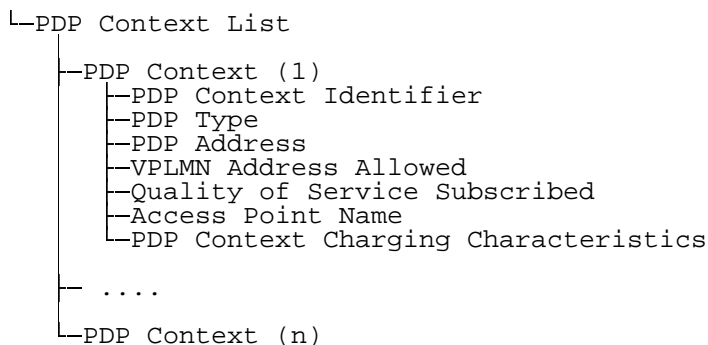 PDP Context List
PDP Context (1)
PDP Context Identifier
PDP Type
PDP Address
VPLMN Address Allowed
Quality of Service Subscribed
Access Point Name
PDP Context Charging Characteristics
....
PDP Context (n)